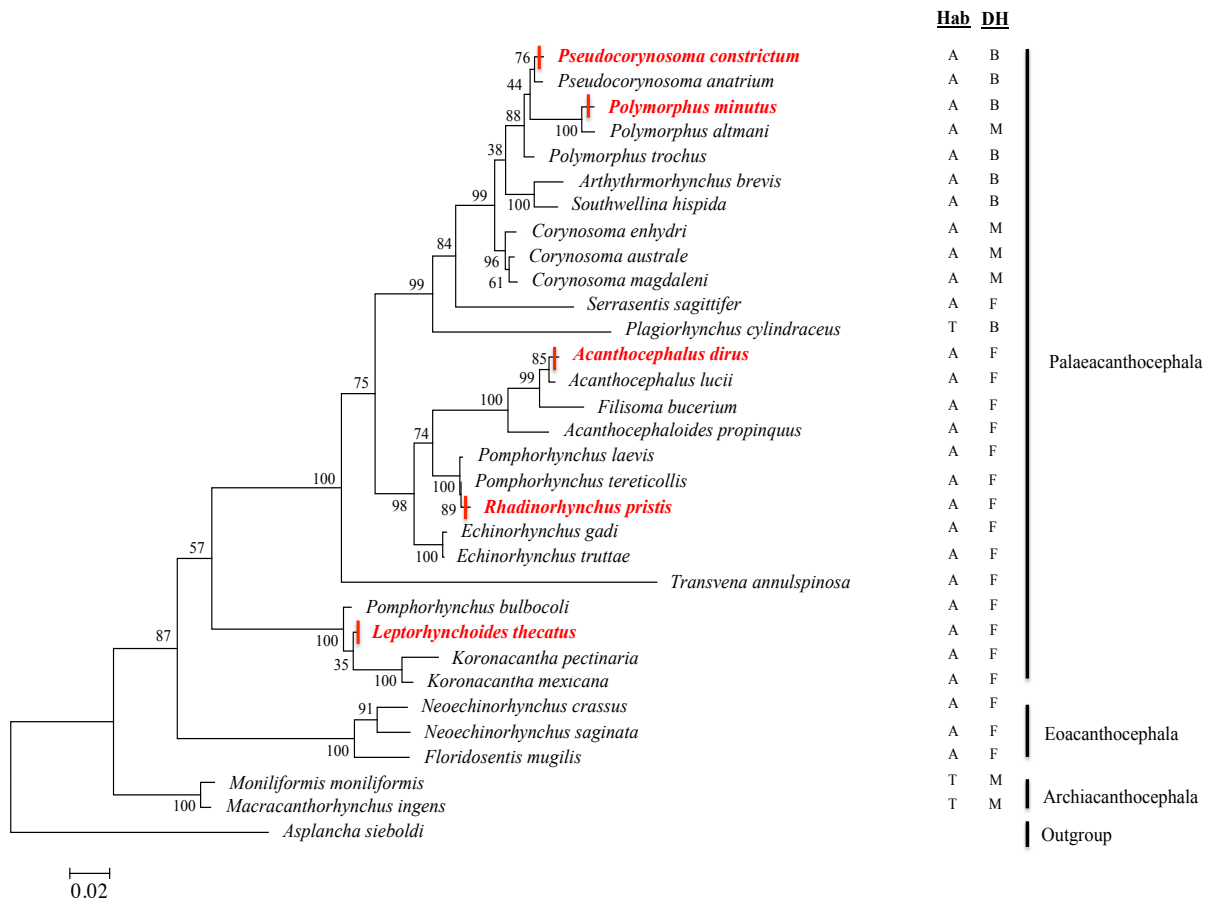 Hab DH
76 Pseudocorynosoma constrictum A B
44 Pseudocorynosoma anatrium A B
Polymorphus minutus A B
88 100 Polymorphus altmani A M
38 Polymorphus trochus A B
Arthythrmorhynchus brevis A B
99 100 Southwellina hispida A B
Corynosoma enhydri A M
84 96 Corynosoma australe A M
61 Corynosoma magdaleni A M
99 Serrasentis sagittifer A F
Plagiorhynchus cylindraceus T B
85 Acanthocephalus dirus A F
Palaeacanthocephala
75 99 Acanthocephalus lucii A F
100 Filisoma bucerium A F
74 Acanthocephaloides propinquus A F
Pomphorhynchus laevis A F
100 100 Pomphorhynchus tereticollis A F
98 89 Rhadinorhynchus pristis A F
Echinorhynchus gadi A F
57 100 Echinorhynchus truttae A F
Transvena annulspinosa A F
Pomphorhynchus bulbocoli A F
87 100 Leptorhynchoides thecatus A F
35 Koronacantha pectinaria A F
100 Koronacantha mexicana A F
91 Neoechinorhynchus crassus A F
Neoechinorhynchus saginata A F
Eoacanthocephala
100 Floridosentis mugilis A F
Moniliformis moniliformis T M
Archiacanthocephala
100 Macracanthorhynchus ingens T M
Asplancha sieboldi
Outgroup
0.02